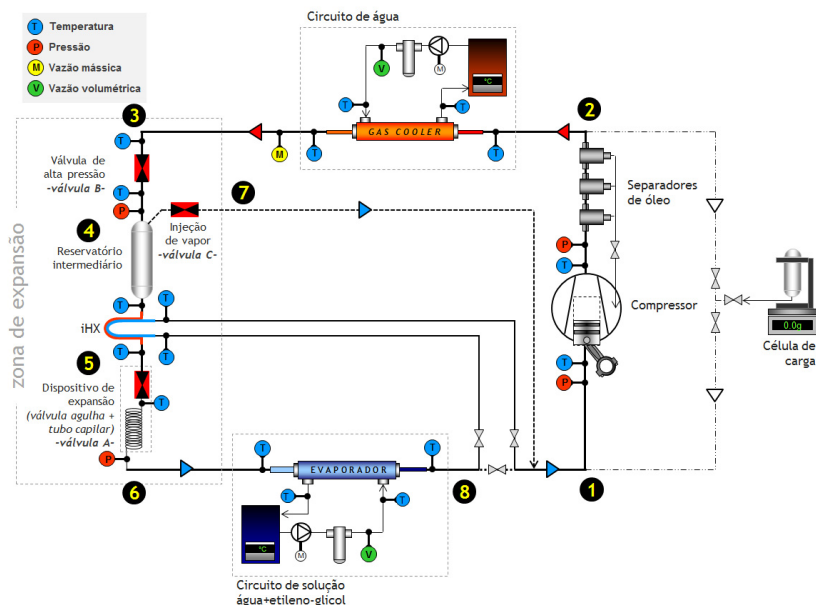 Circuito de água
T Temperatura
P Pressão
M Vazão mássica
V Vazão volumétrica
°C
M
V
T
T
3
2
GAS COOLER
T
M
T
T
Válvula de
alta pressão
-válvula B-
T
P
7
Injeção
de vapor
-válvula C-
4
Reservatório
intermediário
Separadores
de óleo
P
T
Compressor
zona de expansão
T
T
iHX
T
T
0.0g
Célula de
carga
5
T
P
Dispositivo de
expansão
(válvula agulha +
tubo capilar)
-válvula A-
T
P
6
T
EVAPORADOR
T
8
1
T
T
°C
M
V
Circuito de solução
água+etileno-glicol